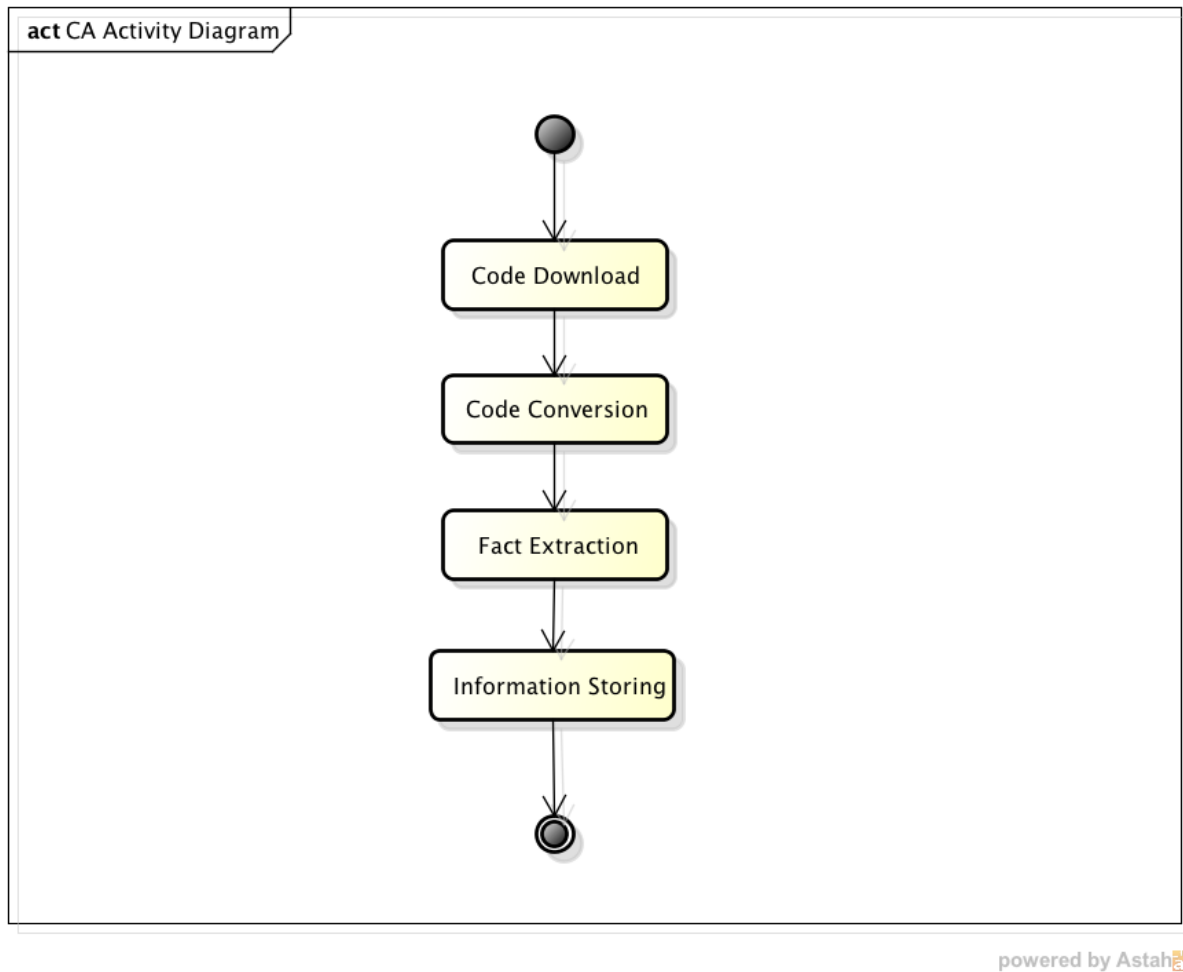 act CA Activity Diagram
Code Download
Code Conversion
Fact Extraction
Information Storing
powered by Astah